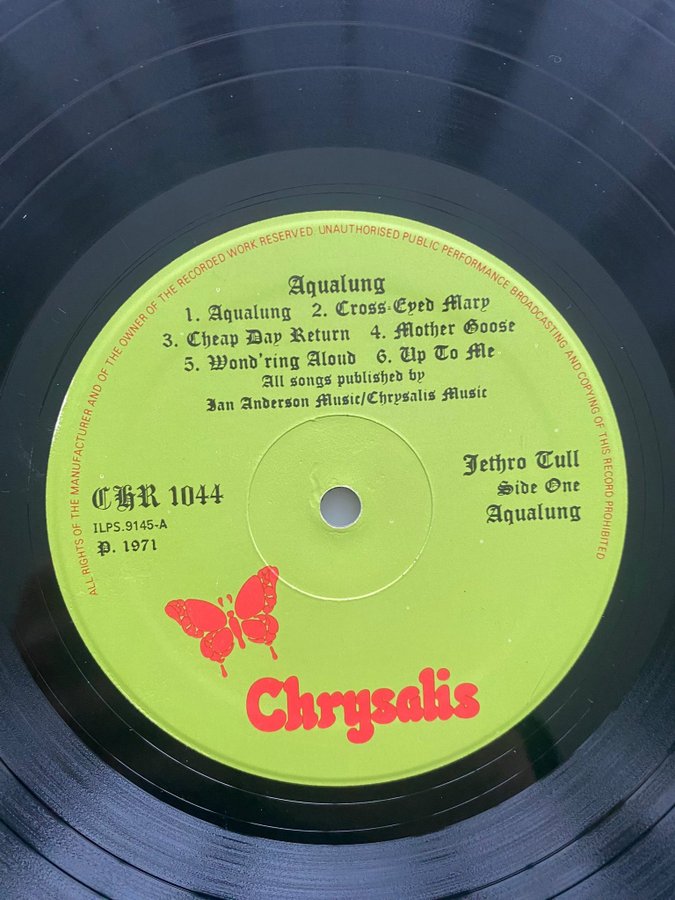 ALL RIGHTS OF THE MANUFACTURER AND OF THE OWNER OF THE RECORDED WORK RESERVED. UNAUTHORISED PUBLIC PERFORMANCE BROADCASTING AND COPYING OF THIS RECORD PROHIBITED
Aqualung
1. Aqualung 2. Cross-Eyed Mary
3. Cheap Day Return 4. Mother Goose
5. Wond'ring Aloud 6. Up To Me
All songs published by
Ian Anderson Music/Chrysalis Music
Jethro Tull
Side One
Aqualung
CHR 1044
ILPS.9145-A
P. 1971
Chrysalis